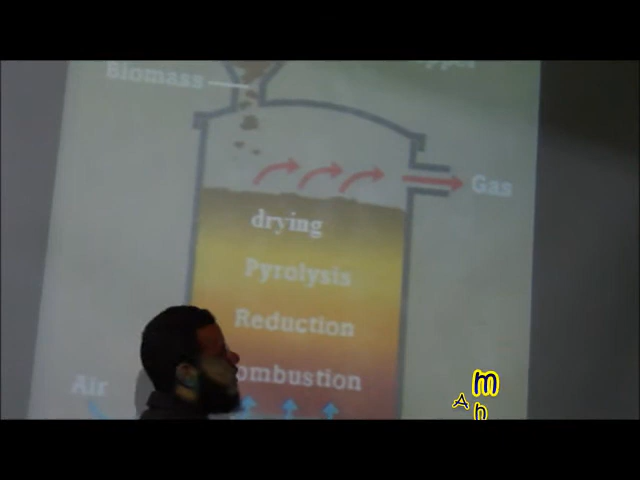 Biomass
Gas
drying
Pyrolysis
Reduction
ombustion
Air
m
A
h